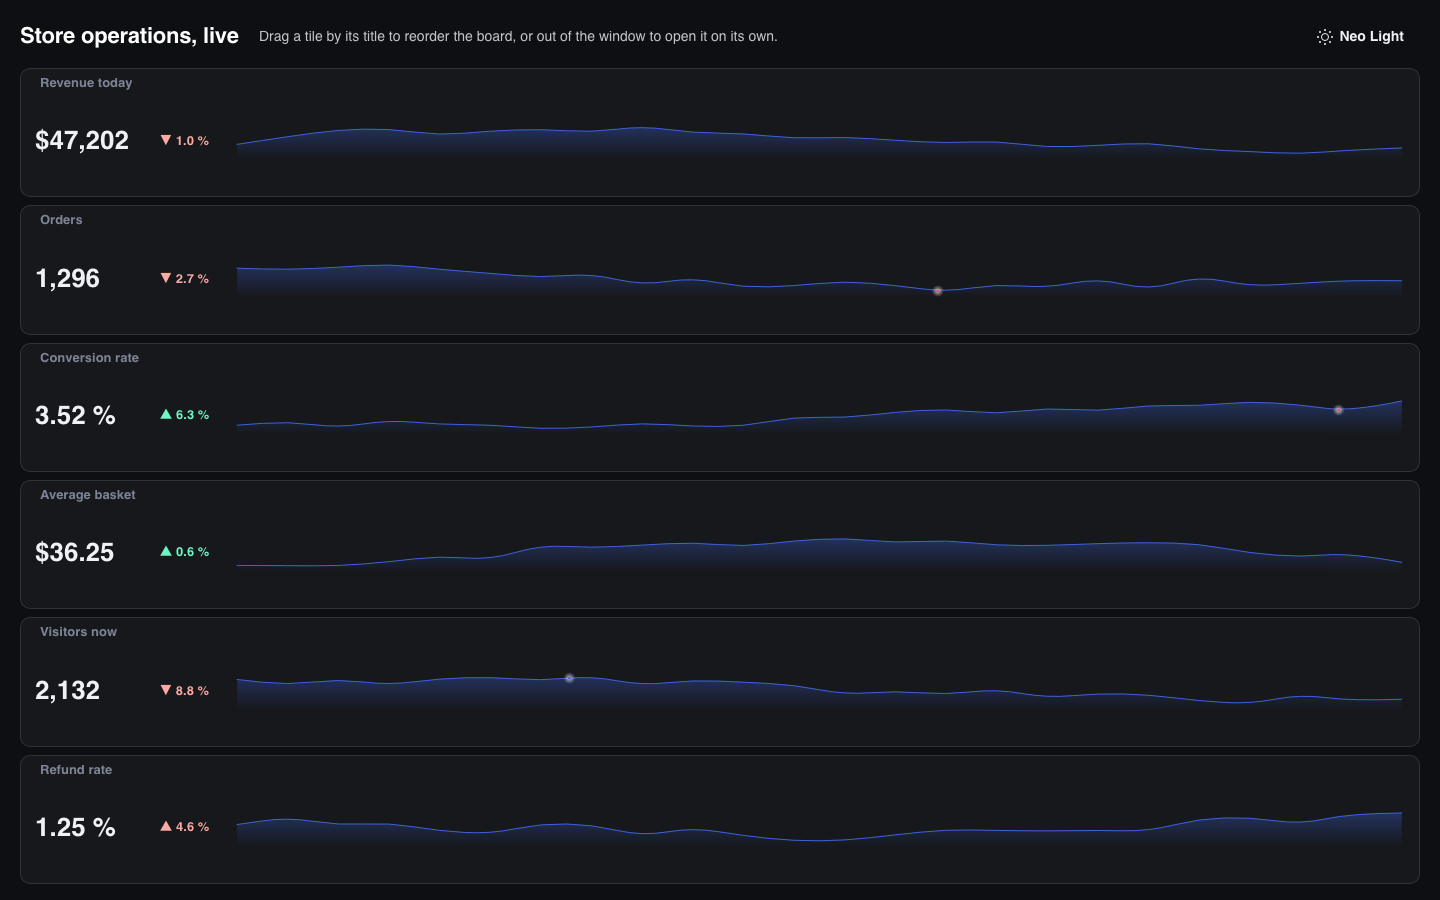 Store operations, live
Drag a tile by its title to reorder the board, or out of the window to open it on its own.
Neo Light
Revenue today
$47,202
▼ 1.0 %
Orders
1,296
▼ 2.7 %
Conversion rate
3.52 %
▲ 6.3 %
Average basket
$36.25
▲ 0.6 %
Visitors now
2,132
▼ 8.8 %
Refund rate
1.25 %
▲ 4.6 %